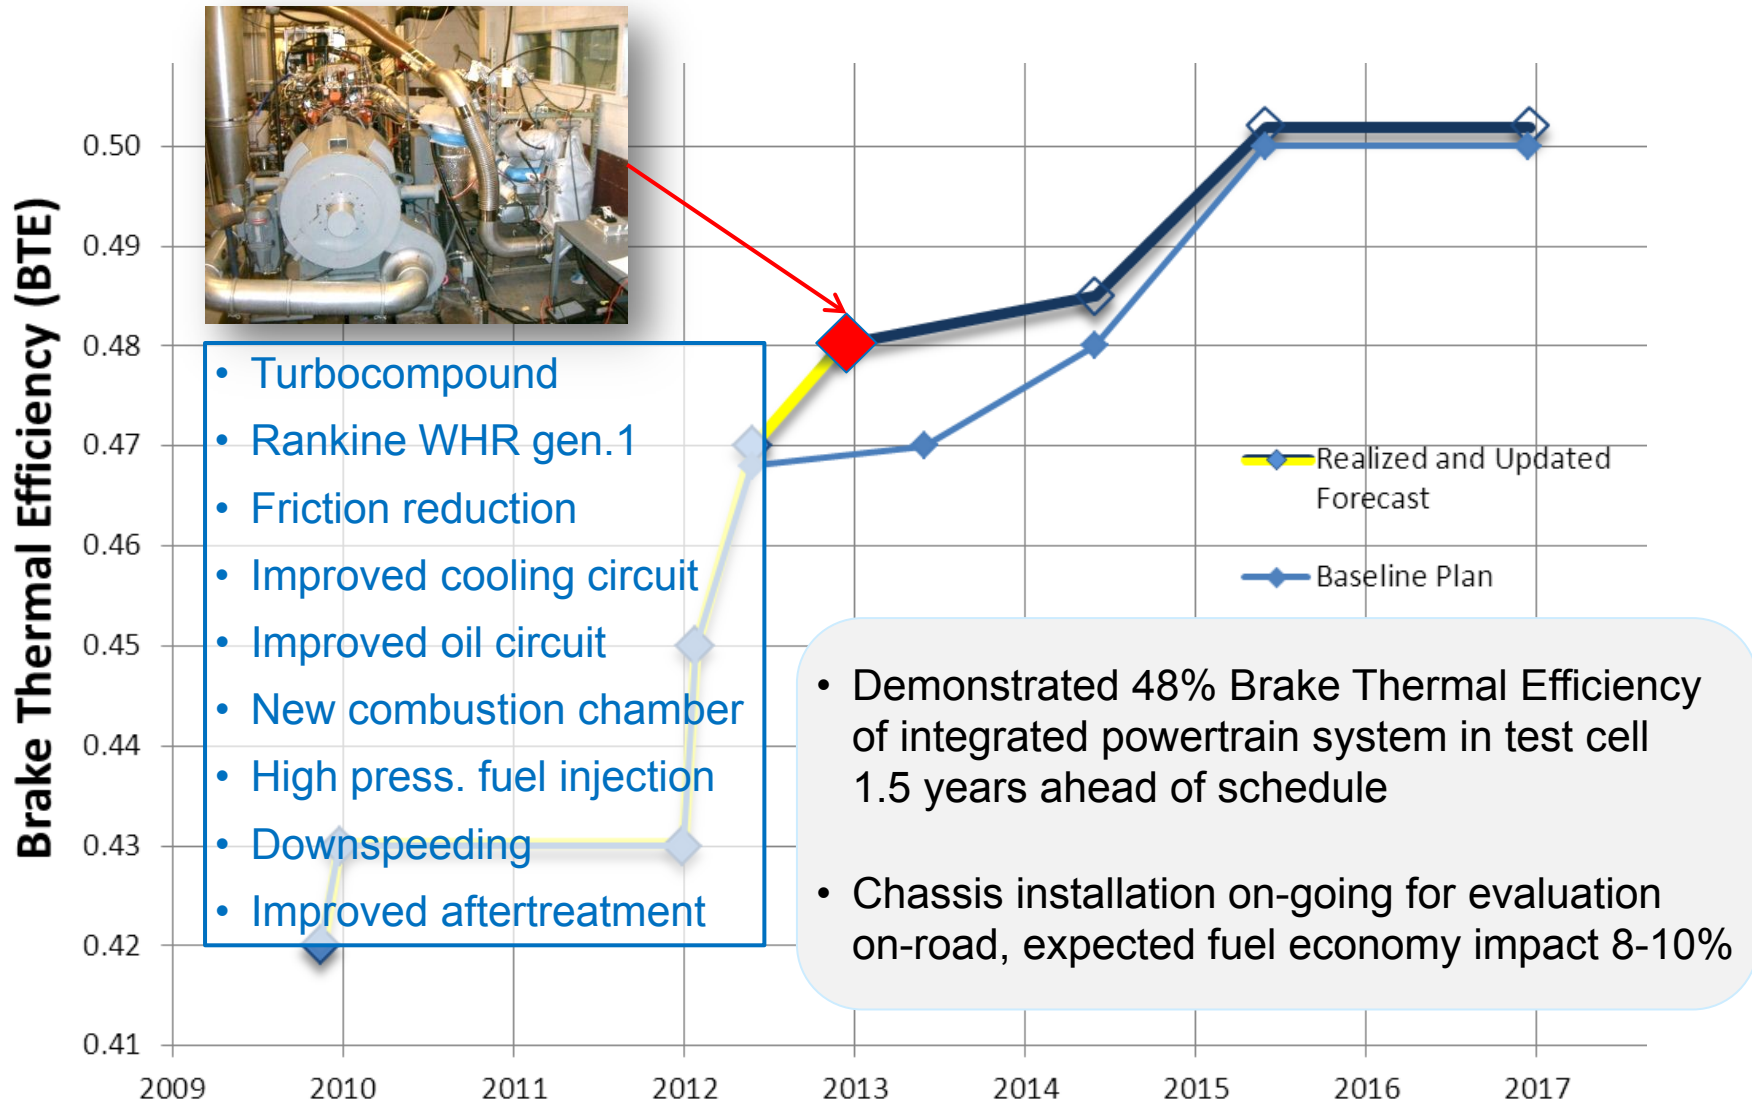 Brake Thermal Efficiency (BTE)
0.50
0.49
0.48
0.47
0.46
0.45
0.44
0.43
0.42
0.41
2009
2010
2011
2012
2013
2014
2015
2016
2017
• Turbocompound
• Rankine WHR gen.1
• Friction reduction
• Improved cooling circuit
• Improved oil circuit
• New combustion chamber
• High press. fuel injection
• Downspeeding
• Improved aftertreatment
Realized and Updated
Forecast
Baseline Plan
• Demonstrated 48% Brake Thermal Efficiency
of integrated powertrain system in test cell
1.5 years ahead of schedule
• Chassis installation on-going for evaluation
on-road, expected fuel economy impact 8-10%